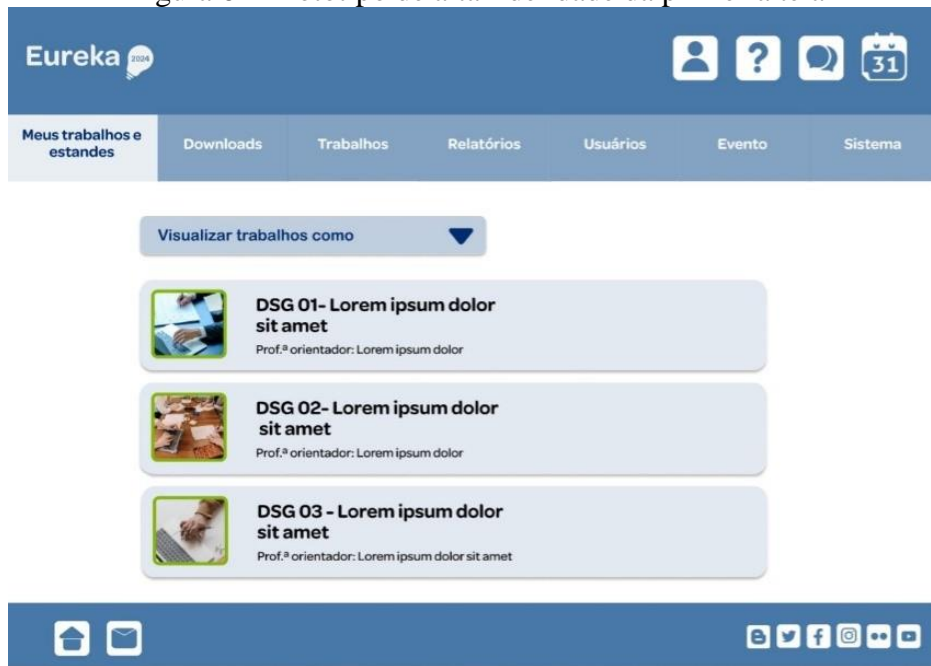 Eureka 2024
31
Meus trabalhos e
estandes
Downloads
Trabalhos
Relatórios
Usuários
Evento
Sistema
Visualizar trabalhos como
DSG 01- Lorem ipsum dolor
sit amet
Prof.ª orientador: Lorem ipsum dolor
DSG 02- Lorem ipsum dolor
sit amet
Prof.ª orientador: Lorem ipsum dolor
DSG 03 - Lorem ipsum dolor
sit amet
Prof.ª orientador: Lorem ipsum dolor sit amet